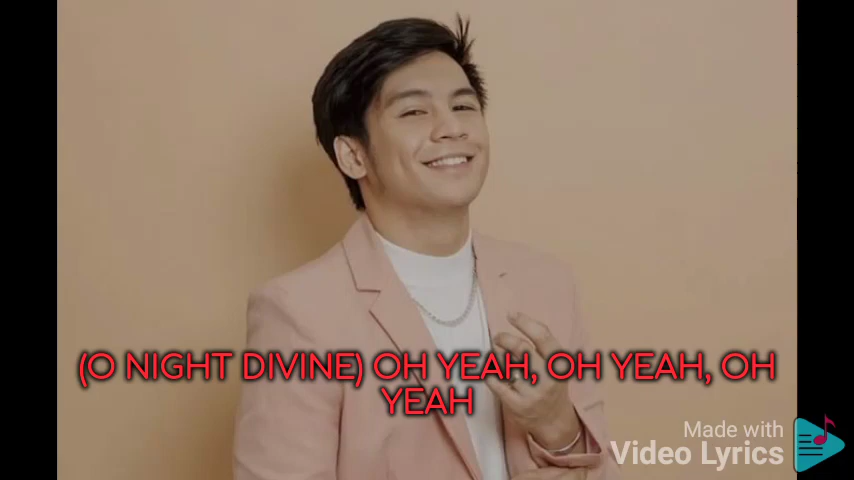 (O NIGHT DIVINE) OH YEAH, OH YEAH, OH
YEAH
Made with
Video Lyrics